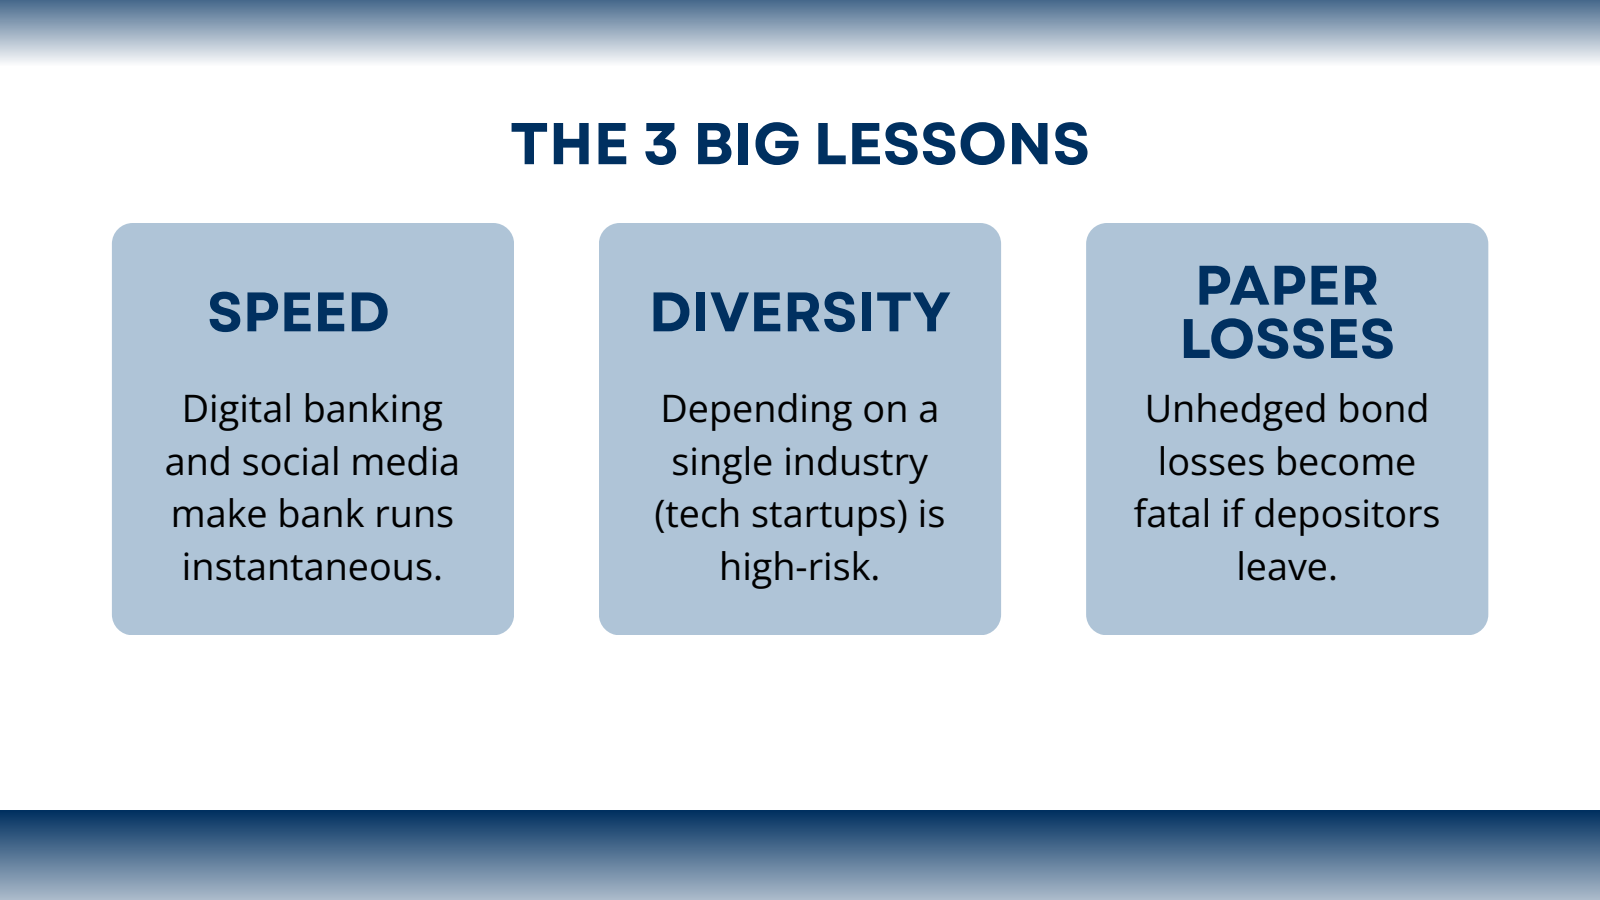 THE 3 BIG LESSONS
SPEED
Digital banking
and social media
make bank runs
instantaneous.
DIVERSITY
Depending on a
single industry
(tech startups) is
high-risk.
PAPER
LOSSES
Unhedged bond
losses become
fatal if depositors
leave.